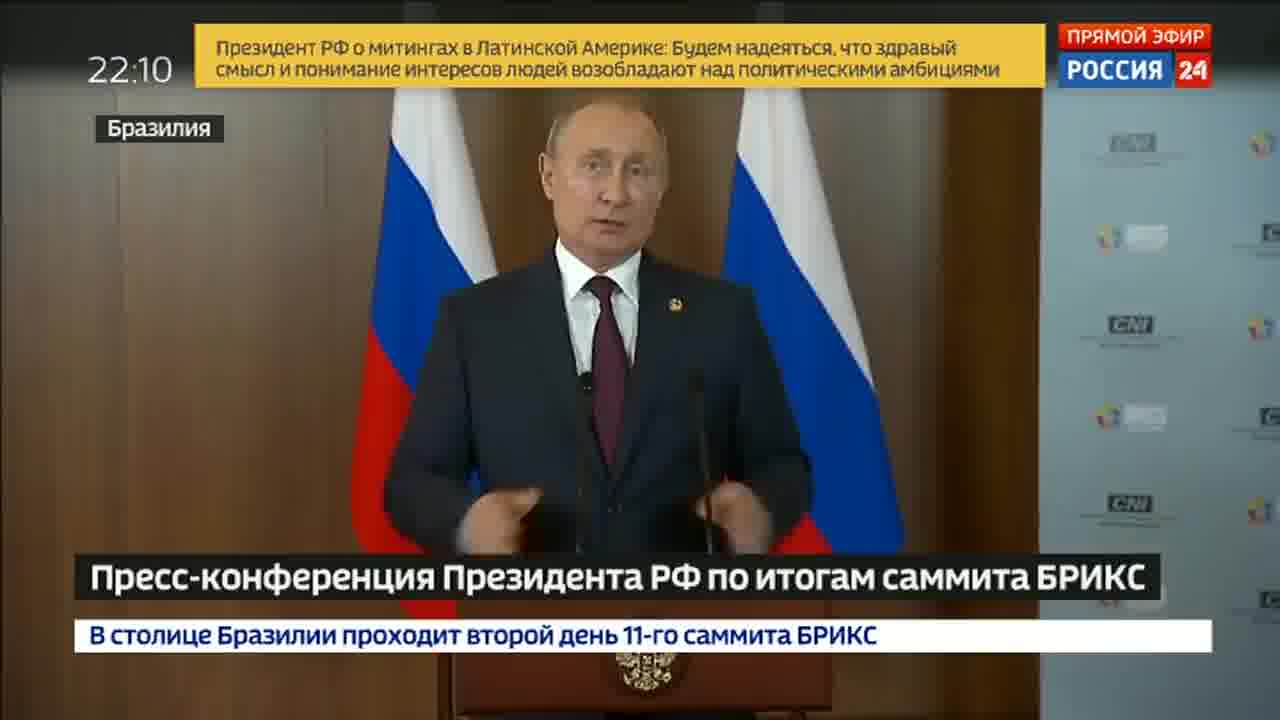 22:10
Президент РФ о митингах в Латинской Америке: Будем надеяться, что здравый
смысл и понимание интересов людей возобладают над политическими амбициями
ПРЯМОЙ ЭФИР
РОССИЯ 24
Бразилия
CNI
CNI
CNI
Пресс-конференция Президента РФ по итогам саммита БРИКС
В столице Бразилии проходит второй день 11-го саммита БРИКС